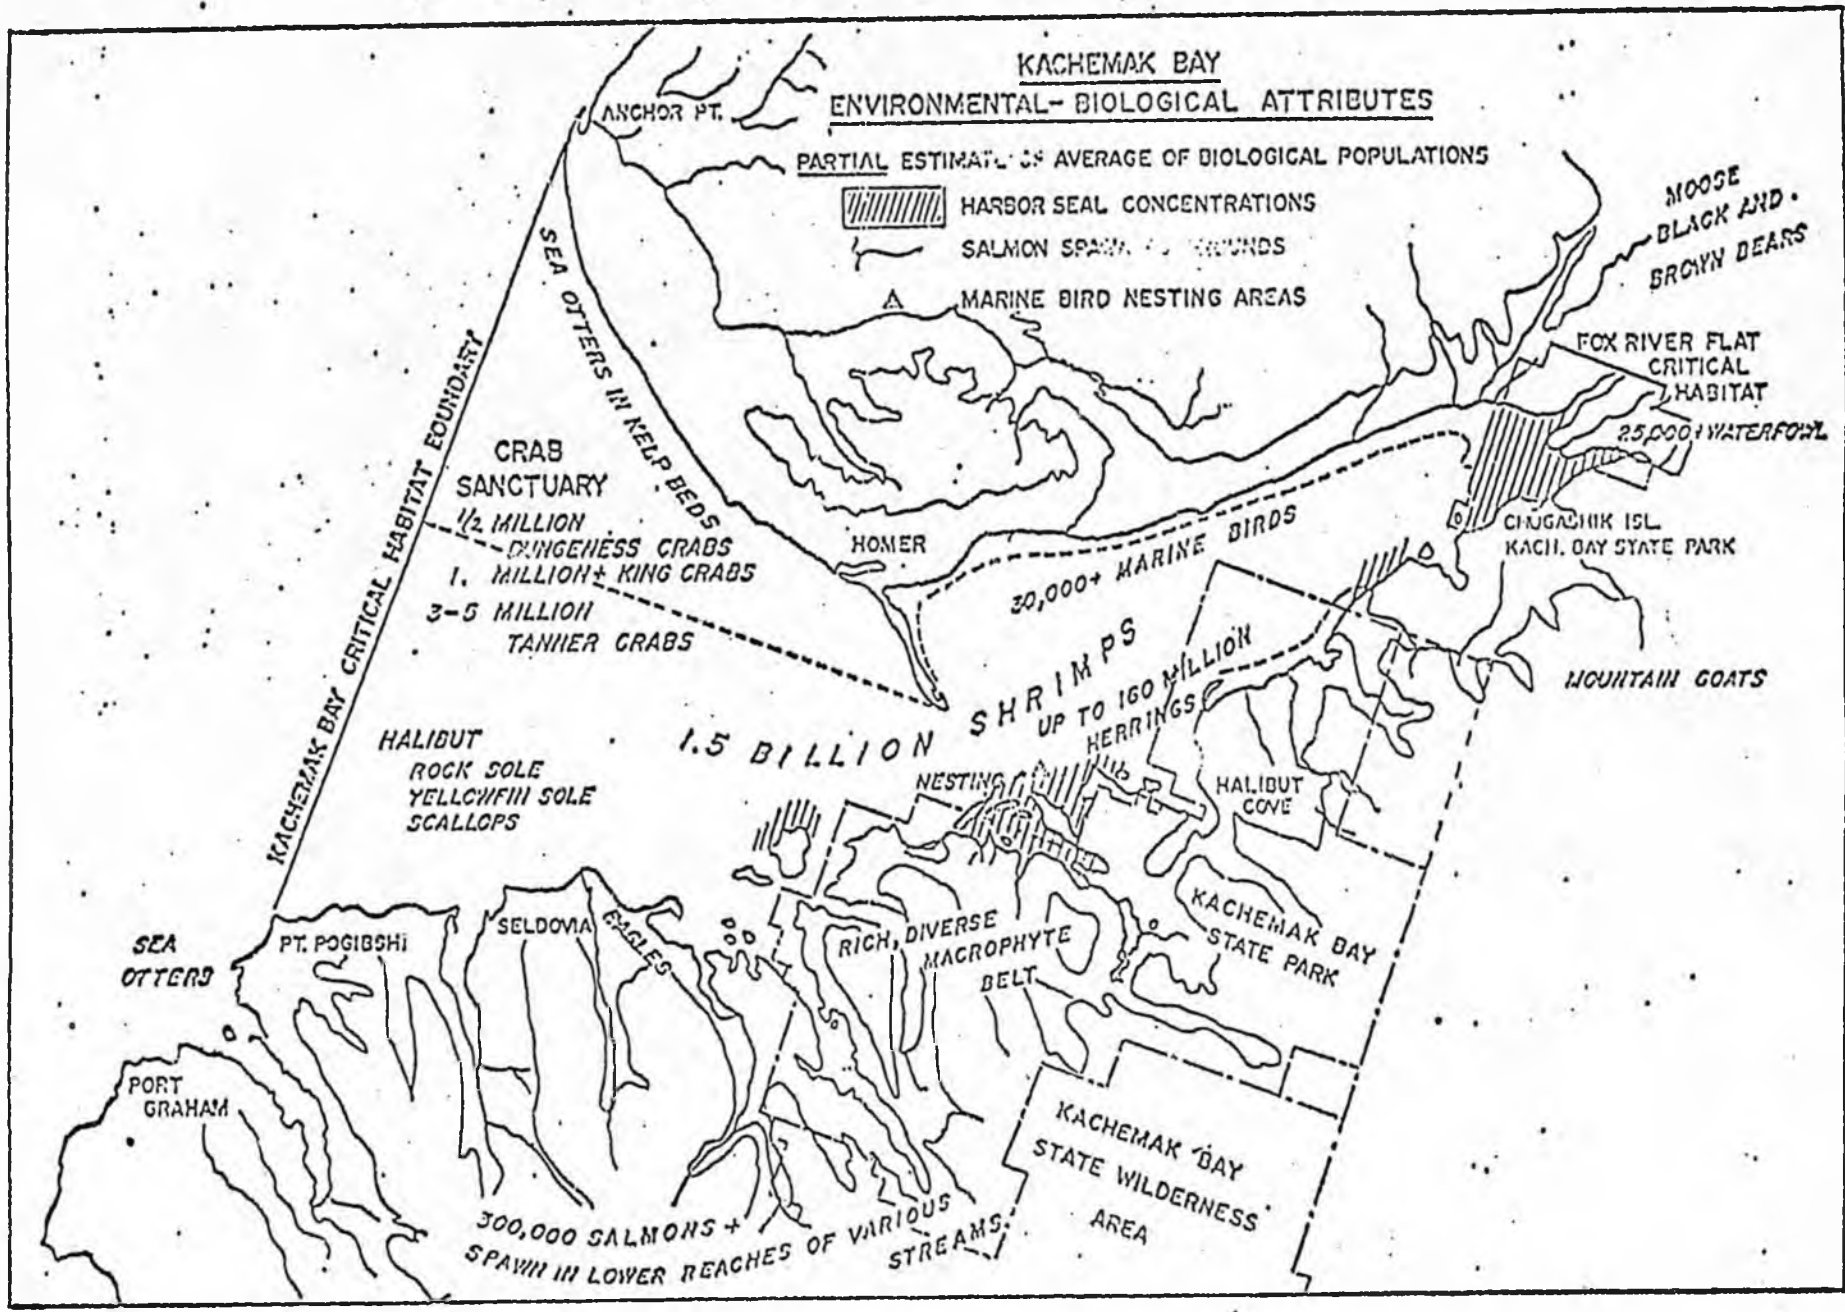 KACHEMAK BAY
ENVIRONMENTAL-BIOLOGICAL ATTRIBUTES
PARTIAL ESTIMATE OF AVERAGE OF BIOLOGICAL POPULATIONS
HARBOR SEAL CONCENTRATIONS
SALMON
MARINE BIRD NESTING AREAS
ANCHOR PT.
MOOSE
BLACK AND
BROWN BEARS
FOX RIVER FLAT
CRITICAL
HABITAT
25,000+ WATERFOWL
SEA OTTERS IN KELP BEDS
KACHEMAK BAY CRITICAL HABITAT BOUNDARY
CRAB
SANCTUARY
1/2 MILLION
DUNGENESS CRABS
1. MILLION+ KING CRABS
3-5 MILLION
TANNER CRABS
HOMER
30,000+ MARINE BIRDS
CHUGACHIK ISL.
KACH. BAY STATE PARK
MOUNTAIN GOATS
1.5 BILLION SHRIMPS
UP TO 160 MILLION
HERRINGS
HALIBUT
ROCK SOLE
YELLOWFIN SOLE
SCALLOPS
NESTING
HALIBUT
COVE
SEA
OTTERS
PT. POGIBSHI
SELDOVIA
EAGLES
RICH, DIVERSE
MACROPHYTE
BELT
KACHEMAK BAY
STATE PARK
PORT
GRAHAM
KACHEMAK BAY
STATE WILDERNESS
AREA
300,000 SALMONS +
SPAWN IN LOWER REACHES OF VARIOUS
STREAMS